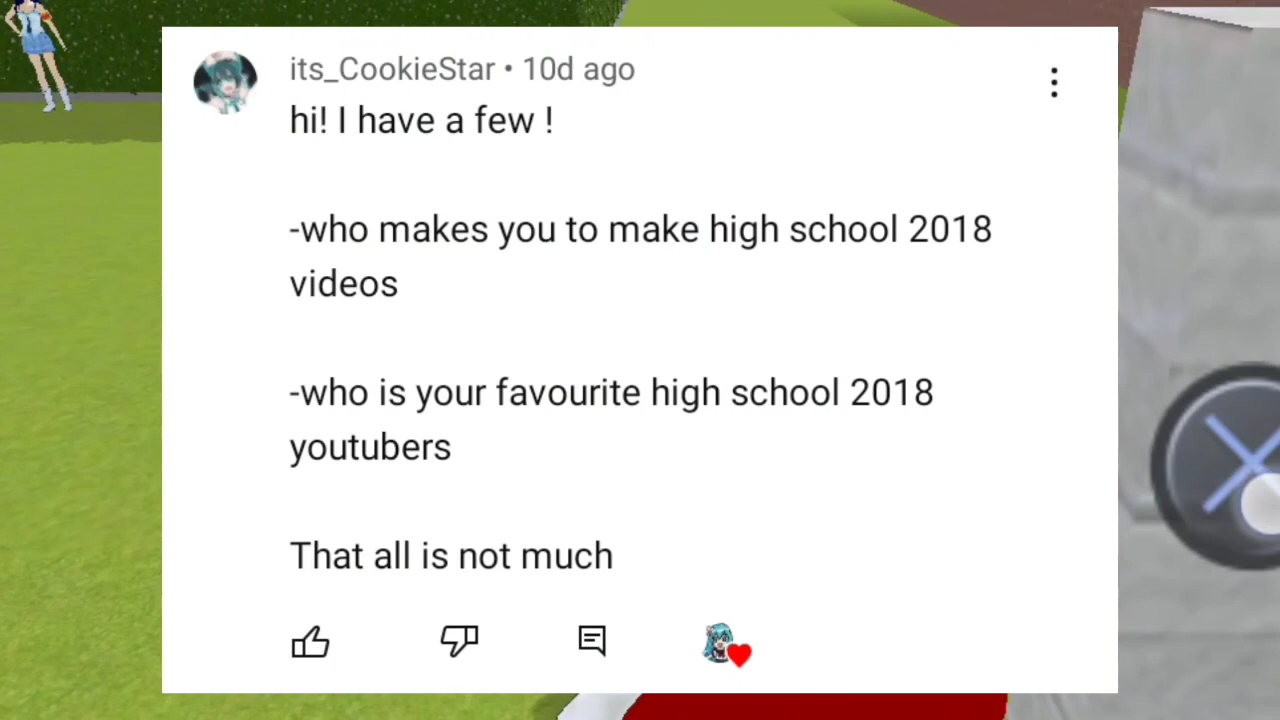 its_CookieStar • 10d ago
hi! I have a few !
-who makes you to make high school 2018
videos
-who is your favourite high school 2018
youtubers
That all is not much